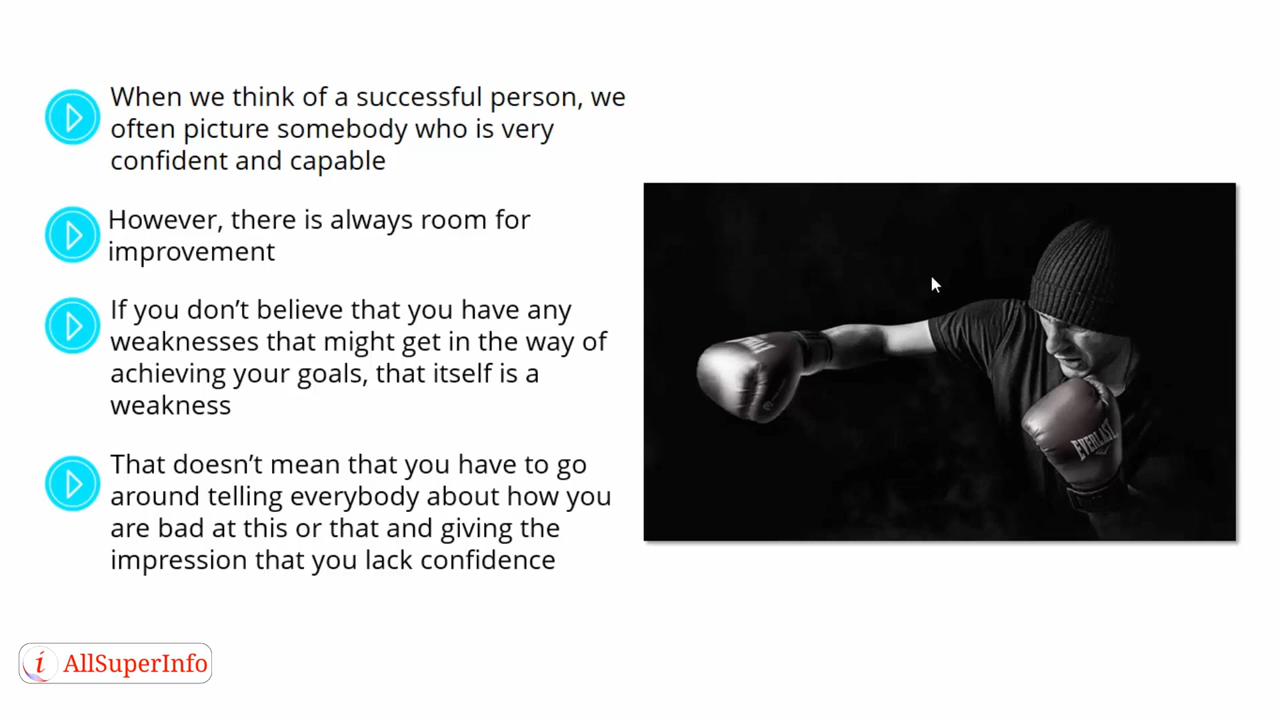 When we think of a successful person, we
often picture somebody who is very
confident and capable
However, there is always room for
improvement
If you don’t believe that you have any
weaknesses that might get in the way of
achieving your goals, that itself is a
weakness
That doesn’t mean that you have to go
around telling everybody about how you
are bad at this or that and giving the
impression that you lack confidence
EVERLAST
i AllSuperInfo